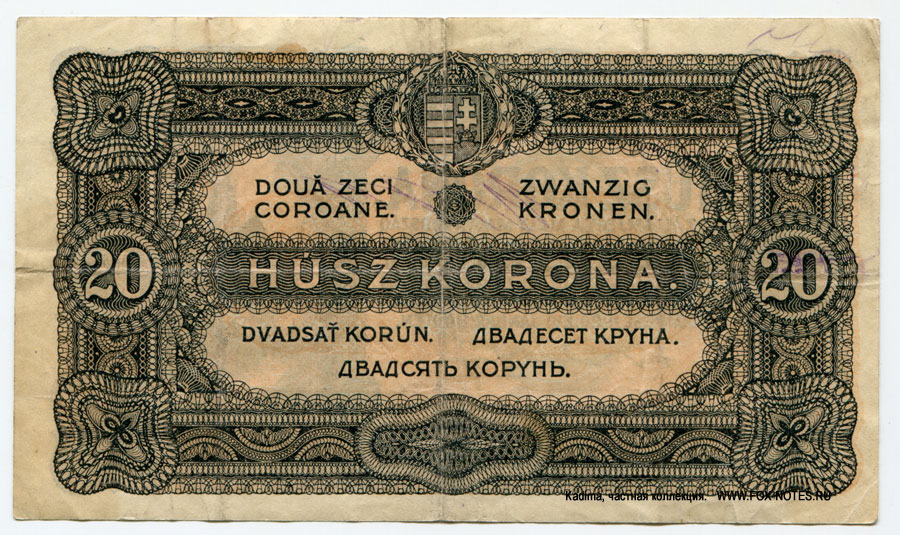 DOUĂ ZECI
COROANE.
ZWANZIG
KRONEN.
20
HÚSZ KORONA.
20
DVADSAŤ KORÚN.
ДВАДЕСЕТ КРУНА.
ДВАДСЯТЬ КОРУНЬ.
Kadima, частная коллекция. WWW.FOX-NOTES.RU